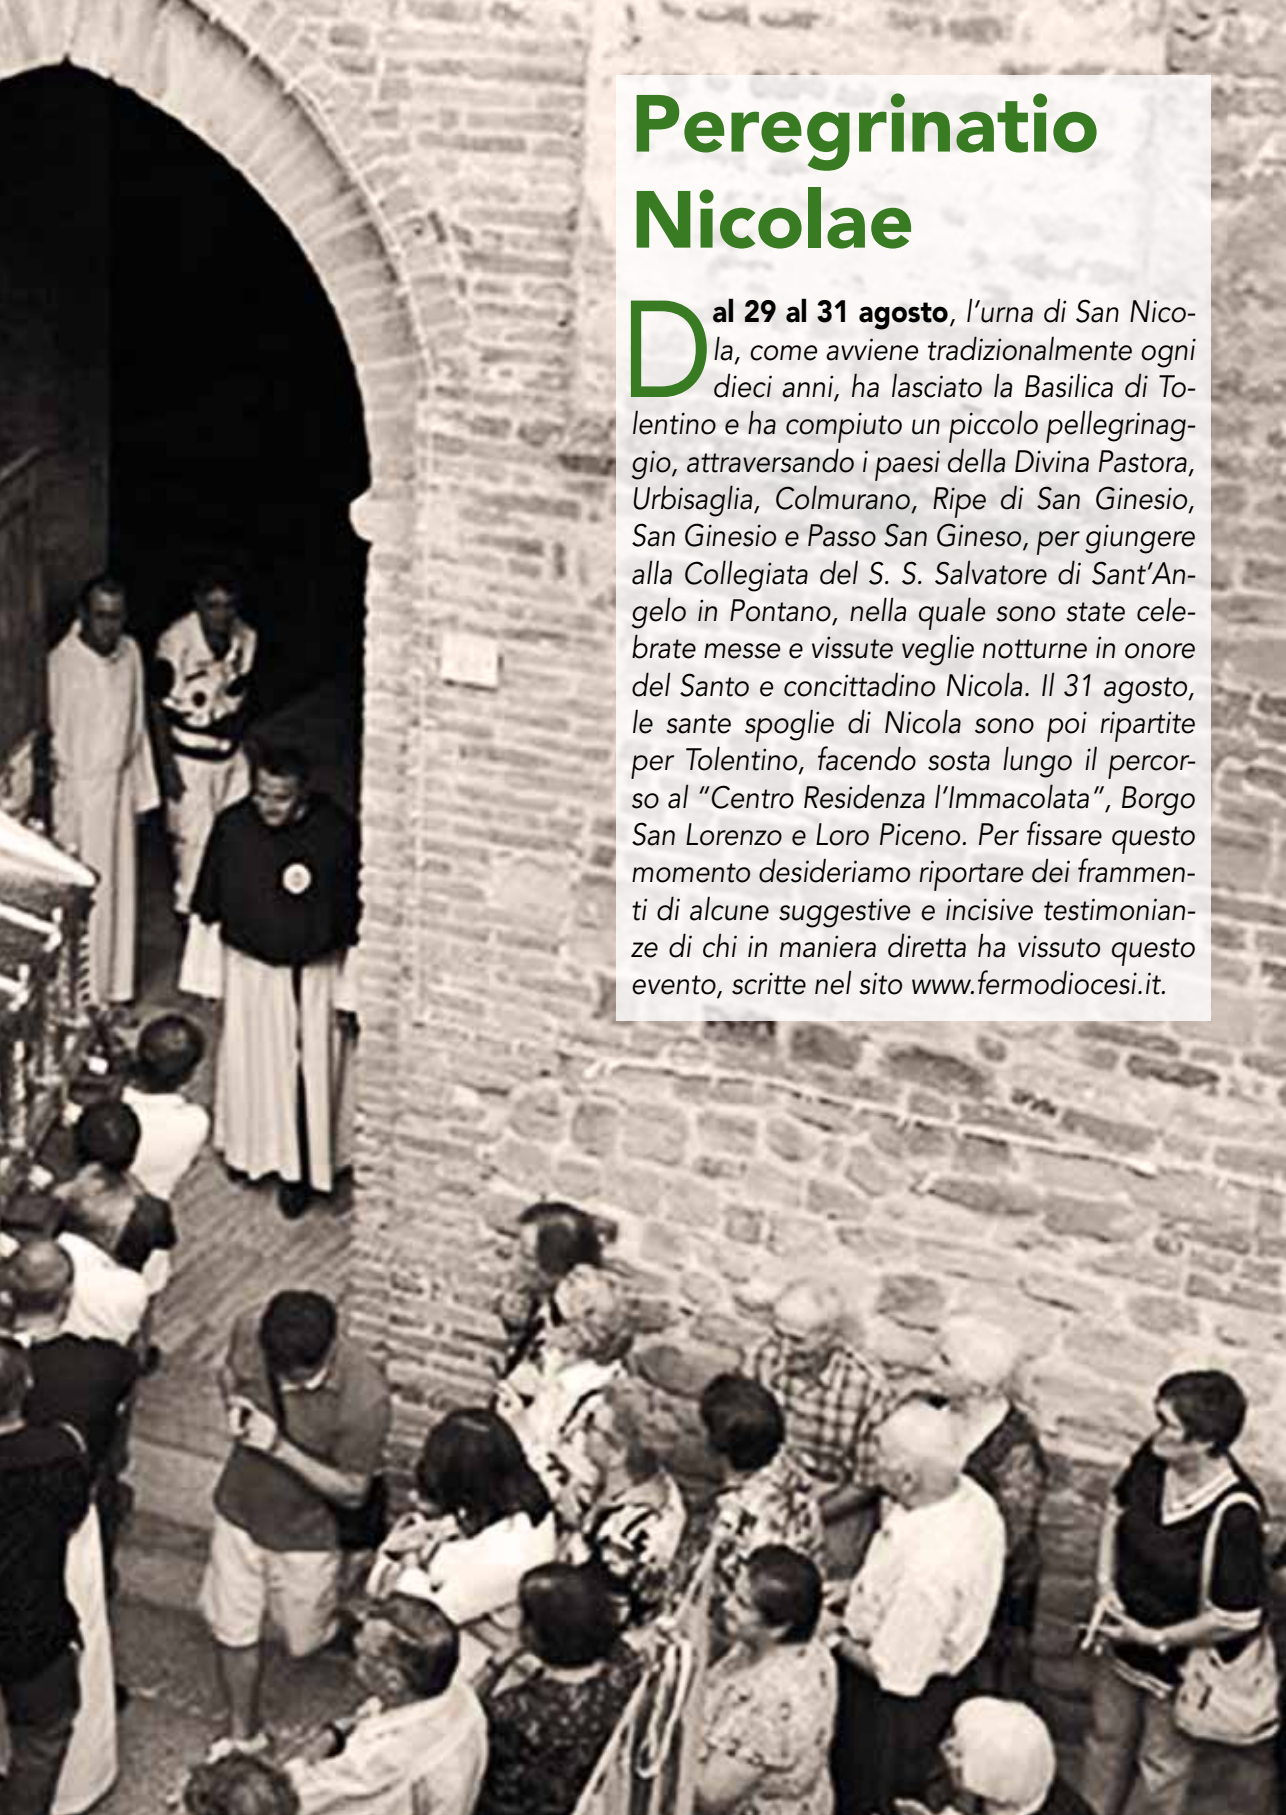 Peregrinatio
Nicolae
Dal 29 al 31 agosto, l’urna di San Nico-
la, come avviene tradizionalmente ogni
dieci anni, ha lasciato la Basilica di To-
lentino e ha compiuto un piccolo pellegrinag-
gio, attraversando i paesi della Divina Pastora,
Urbisaglia, Colmurano, Ripe di San Ginesio,
San Ginesio e Passo San Gineso, per giungere
alla Collegiata del S. S. Salvatore di Sant’An-
gelo in Pontano, nella quale sono state cele-
brate messe e vissute veglie notturne in onore
del Santo e concittadino Nicola. Il 31 agosto,
le sante spoglie di Nicola sono poi ripartite
per Tolentino, facendo sosta lungo il percor-
so al “Centro Residenza l’Immacolata”, Borgo
San Lorenzo e Loro Piceno. Per fissare questo
momento desideriamo riportare dei frammen-
ti di alcune suggestive e incisive testimonian-
ze di chi in maniera diretta ha vissuto questo
evento, scritte nel sito www.fermodiocesi.it.